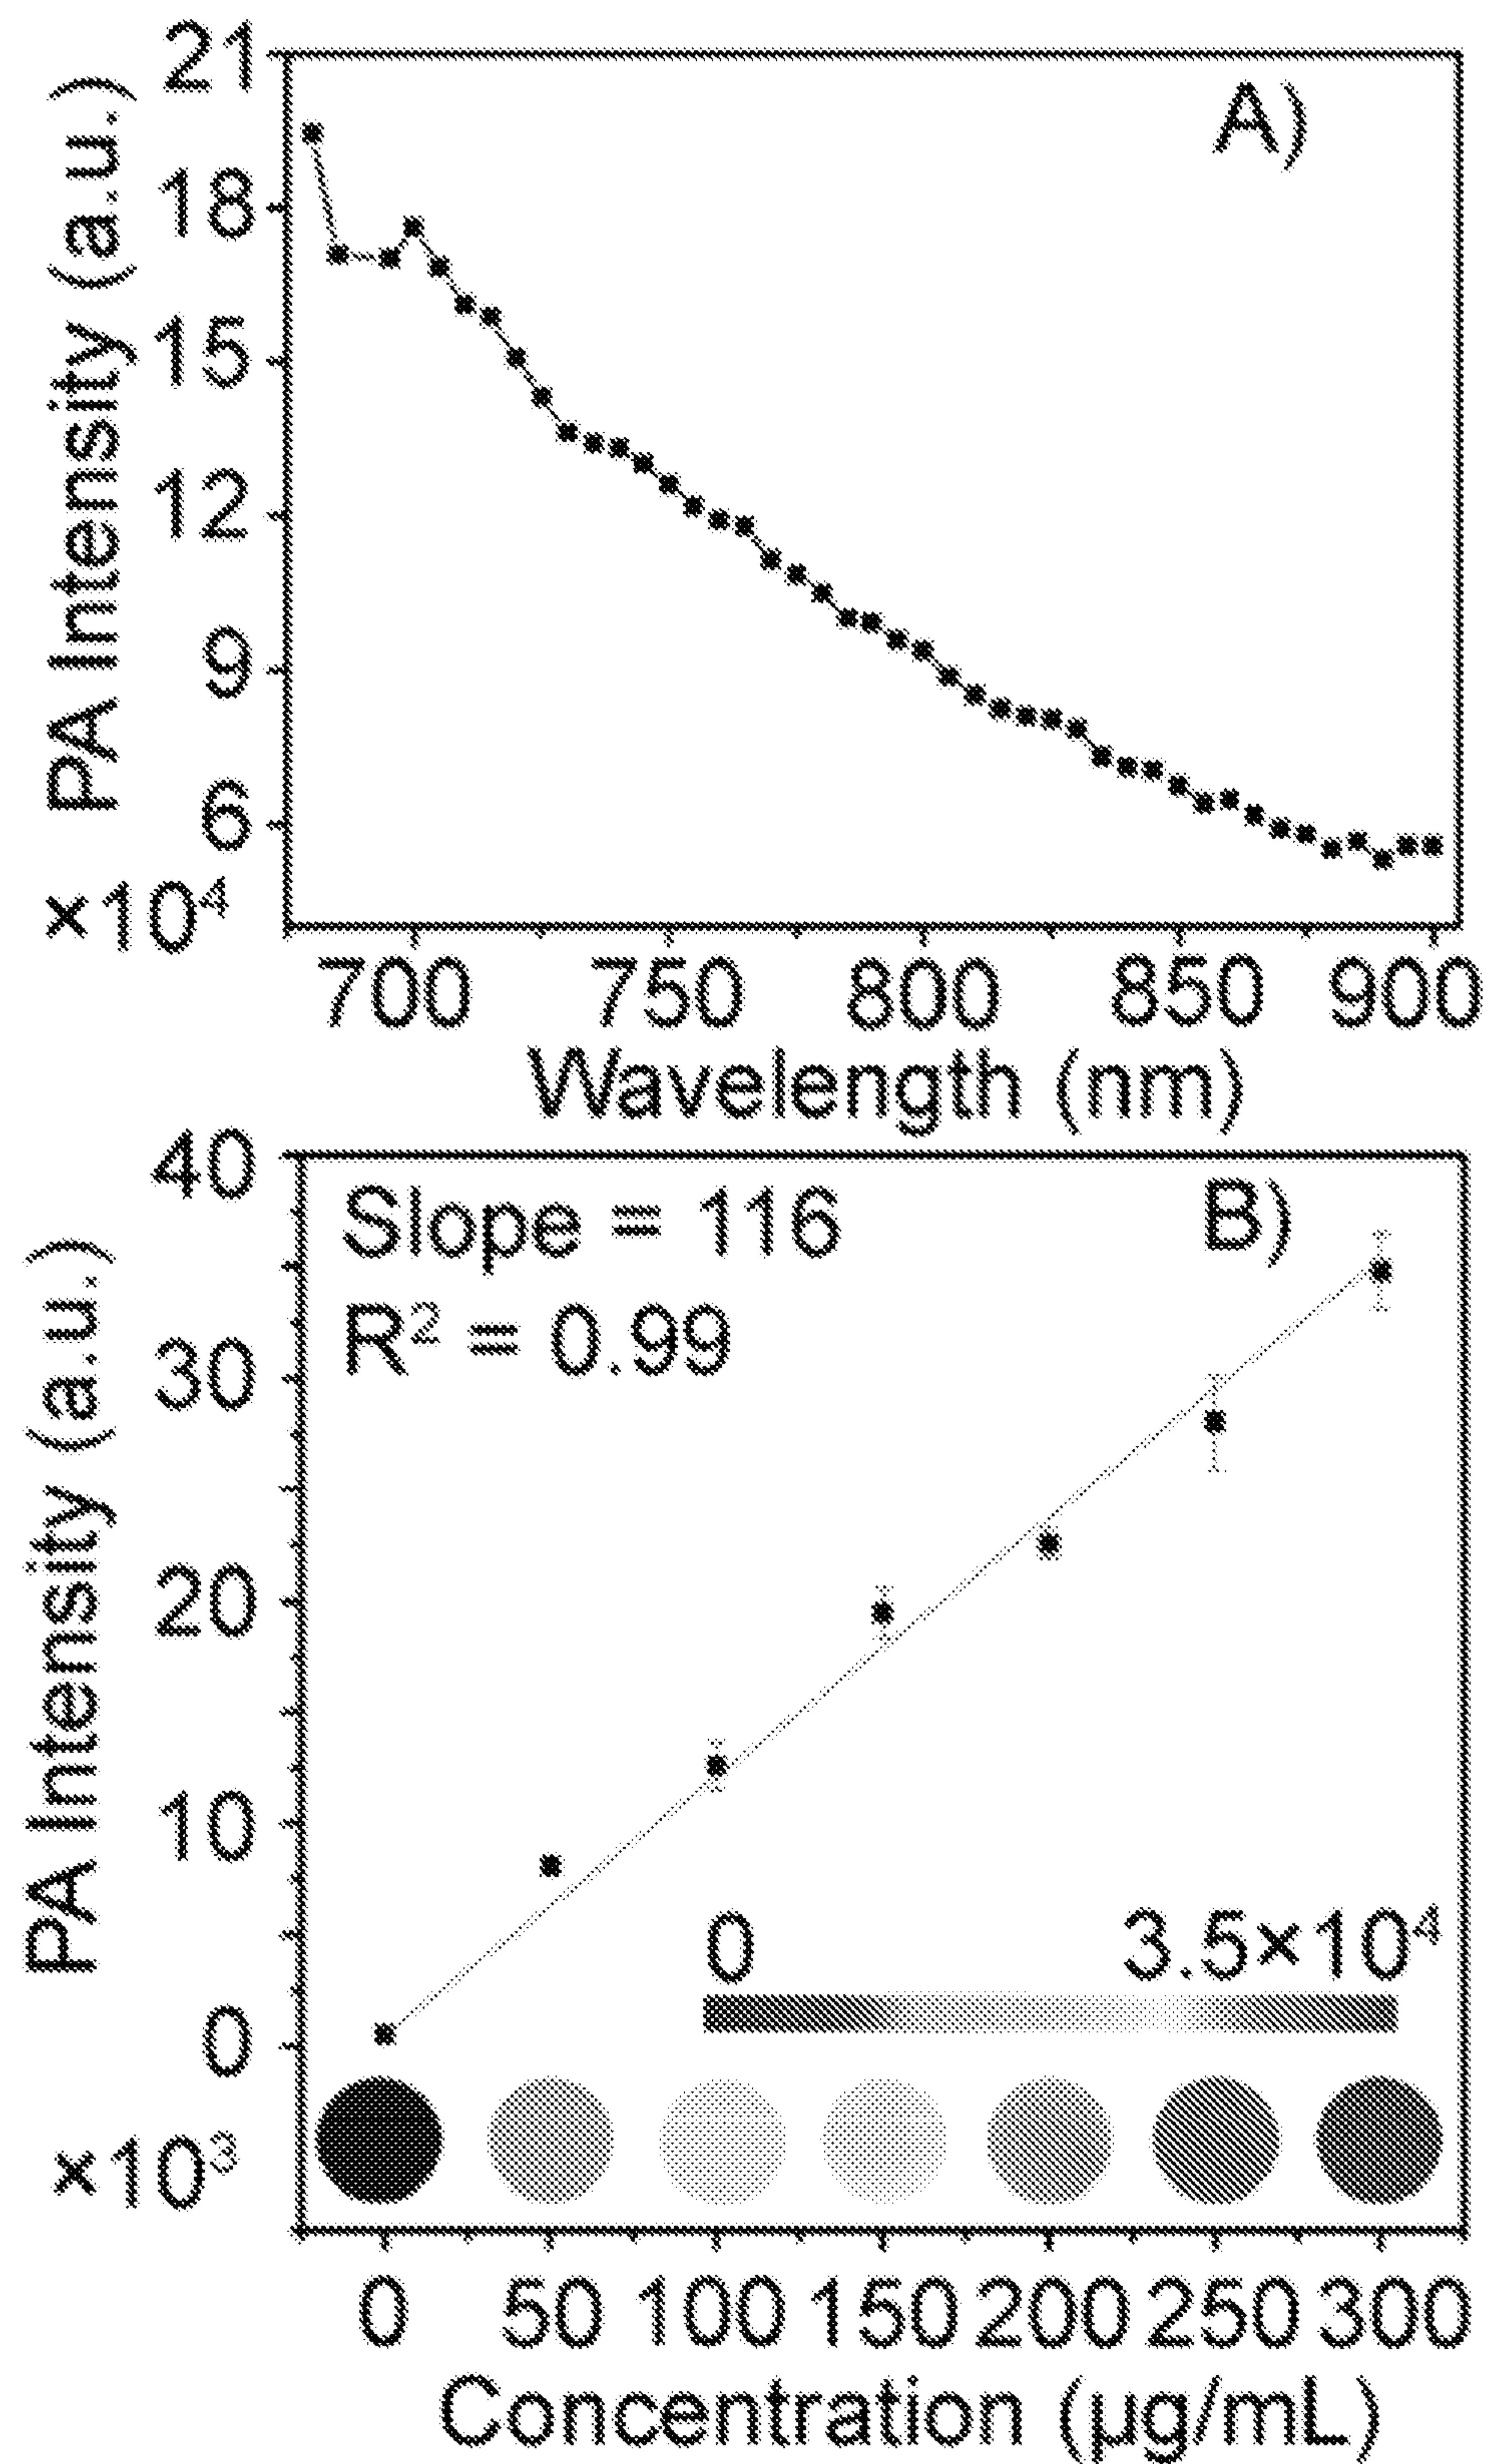 21
A)
18
15
12
9
6
×10⁴
PA Intensity (a.u.)
700 750 800 850 900
Wavelength (nm)
40
Slope = 116
B)
R² = 0.99
30
20
10
0
×10³
PA Intensity (a.u.)
0 3.5×10⁴
0 50 100 150 200 250 300
Concentration (µg/mL)